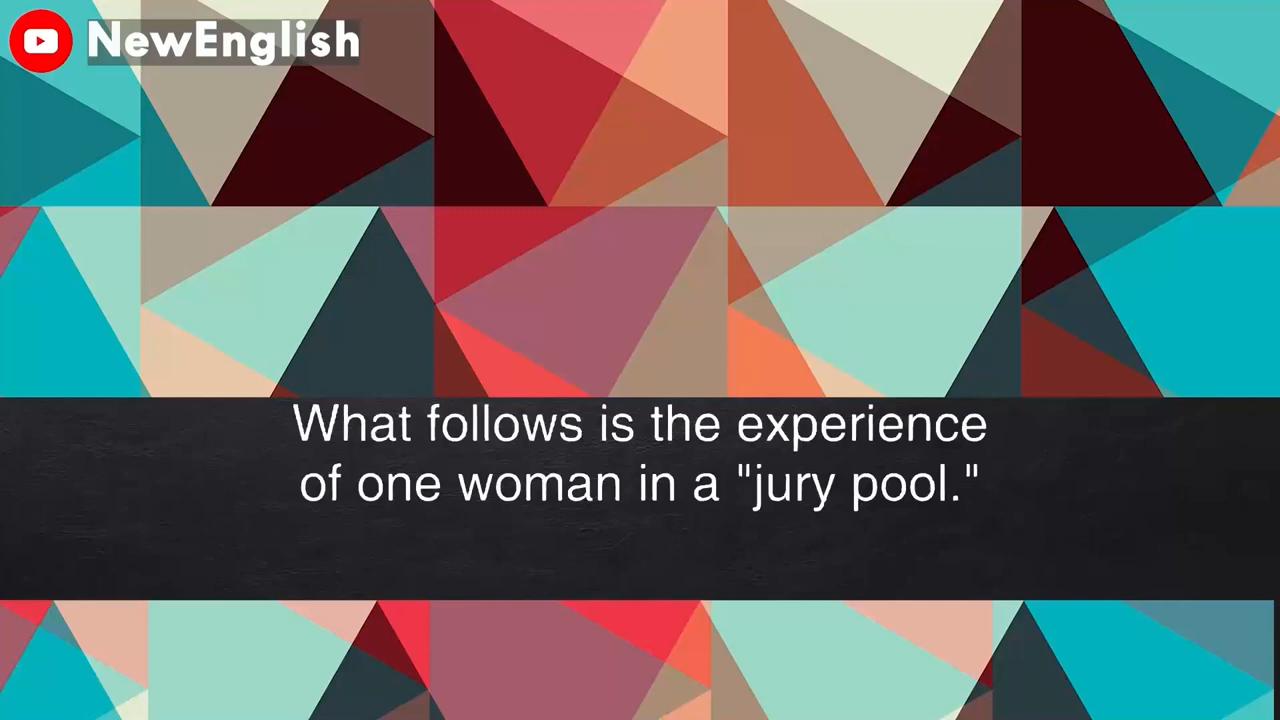 NewEnglish
What follows is the experience
of one woman in a "jury pool."